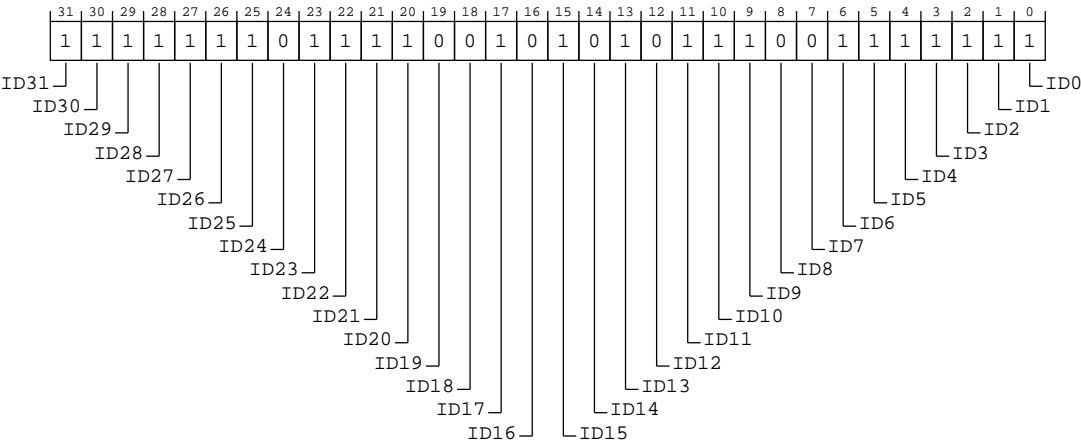 31 30 29 28 27 26 25 24 23 22 21 20 19 18 17 16 15 14 13 12 11 10 9 8 7 6 5 4 3 2 1 0
1 1 1 1 1 1 1 0 1 1 1 1 0 0 1 0 1 0 1 0 1 1 1 0 0 1 1 1 1 1 1 1
ID31 ID0
ID30 ID1
ID29 ID2
ID28 ID3
ID27 ID4
ID26 ID5
ID25 ID6
ID24 ID7
ID23 ID8
ID22 ID9
ID21 ID10
ID20 ID11
ID19 ID12
ID18 ID13
ID17 ID14
ID16 ID15